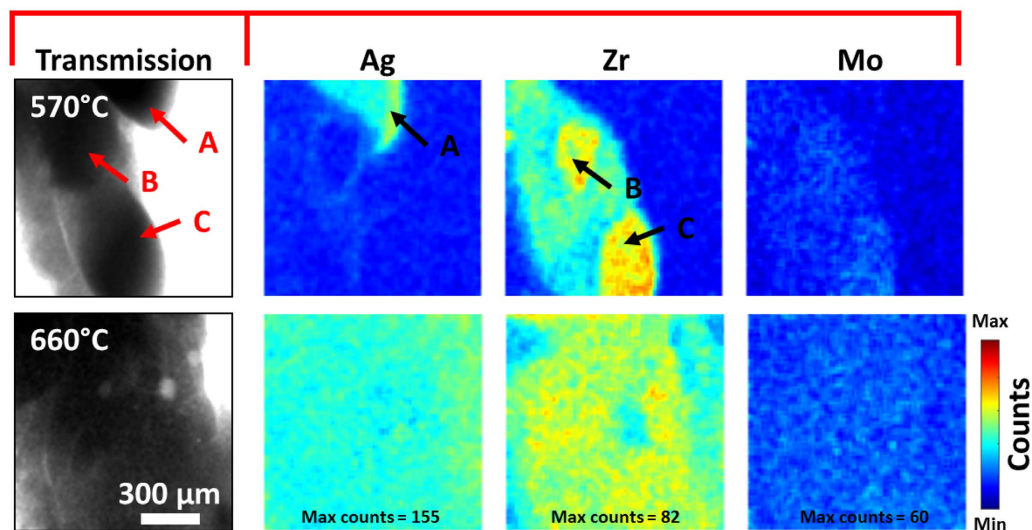 Transmission
Ag
Zr
Mo
570°C
A
B
C
A
B
C
660°C
300 μm
Max counts = 155
Max counts = 82
Max counts = 60
Max
Counts
Min